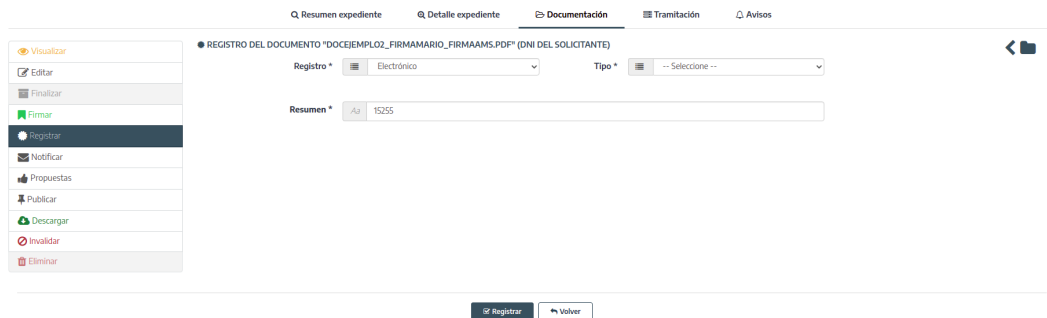 Resumen expediente Detalle expediente Documentación Tramitación Avisos
REGISTRO DEL DOCUMENTO "DOCEJEMPLO2_FIRMAMARIO_FIRMAAMS.PDF" (DNI DEL SOLICITANTE)
Visualizar
Editar
Finalizar
Firmar
Registrar
Notificar
Propuestas
Publicar
Descargar
Invalidar
Eliminar
Registro * Electrónico Tipo * -- Seleccione --
Resumen * Aa 15255
Registrar Volver